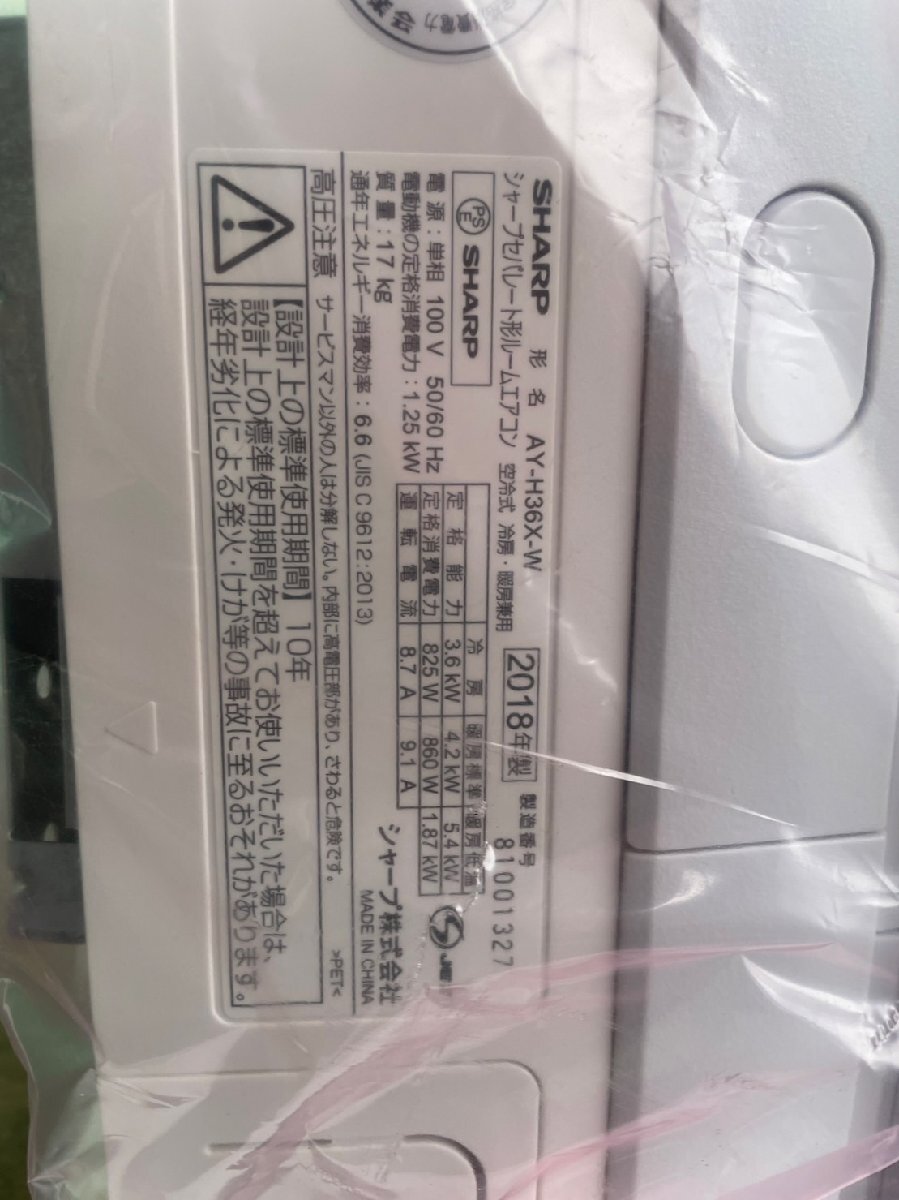 費電力
SHARP 形名 AY-H36X-W 2018年製 製造番号 81001327
シャープセパレート形ルームエアコン 空冷式 冷房・暖房兼用
PSE SHARP
電源:単相 100 V 50/60 Hz
電動機の定格消費電力:1.25 kW
質量:17 kg
通年エネルギー消費効率:6.6 (JIS C 9612:2013)
冷房 暖房標準 暖房低温
定格能力 3.6 kW 4.2 kW 5.4 kW
定格消費電力 825 W 860 W 1.87 kW
運転電流 8.7 A 9.1 A
シャープ株式会社
MADE IN CHINA
高圧注意 サービスマン以外の人は分解しない。内部に高電圧部があり、さわると危険です。 >PET<
【設計上の標準使用期間】10年
設計上の標準使用期間を超えてお使いいただいた場合は、
経年劣化による発火・けが等の事故に至るおそれがあります。